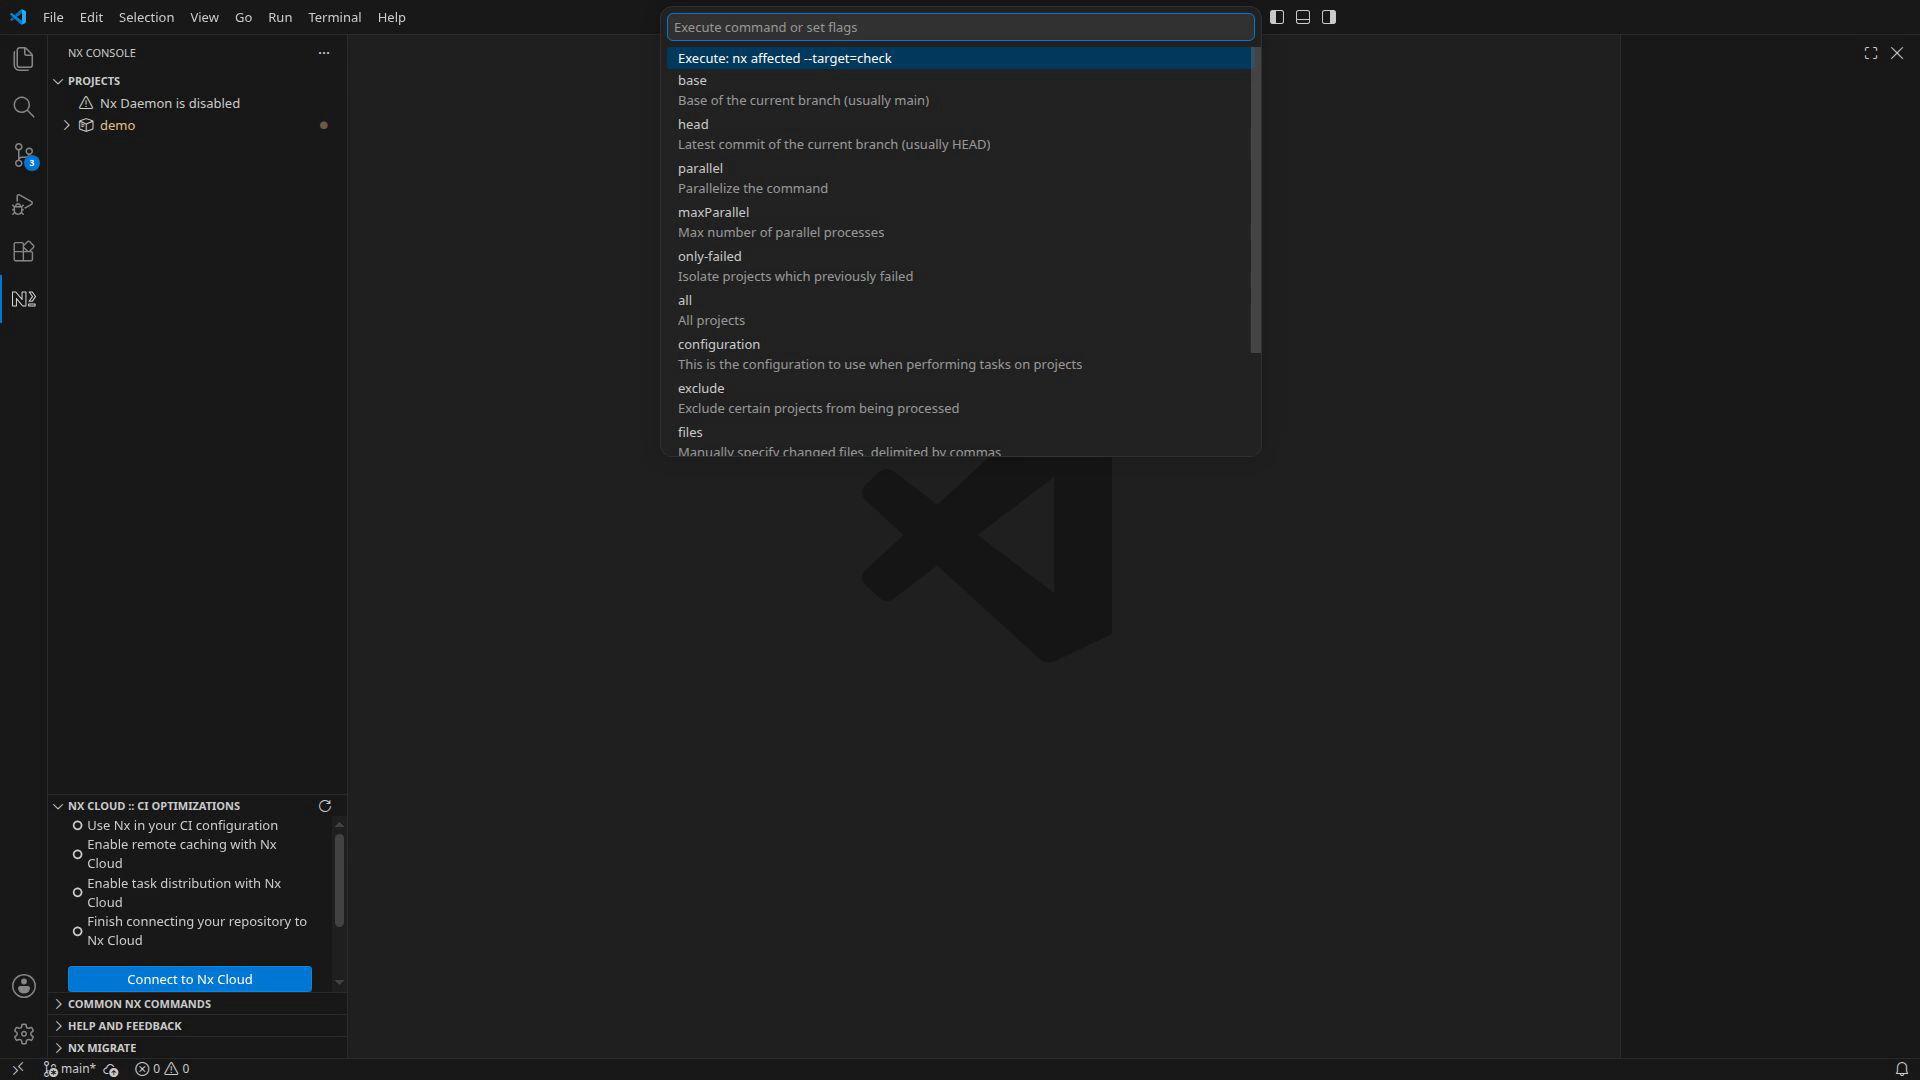 File Edit Selection View Go Run Terminal Help
Execute command or set flags
Execute: nx affected --target=check
base
Base of the current branch (usually main)
head
Latest commit of the current branch (usually HEAD)
parallel
Parallelize the command
maxParallel
Max number of parallel processes
only-failed
Isolate projects which previously failed
all
All projects
configuration
This is the configuration to use when performing tasks on projects
exclude
Exclude certain projects from being processed
files
Manually specify changed files, delimited by commas
NX CONSOLE
PROJECTS
Nx Daemon is disabled
demo
3
NX CLOUD :: CI OPTIMIZATIONS
Use Nx in your CI configuration
Enable remote caching with Nx
Cloud
Enable task distribution with Nx
Cloud
Finish connecting your repository to
Nx Cloud
Connect to Nx Cloud
COMMON NX COMMANDS
HELP AND FEEDBACK
NX MIGRATE
main* 0 0